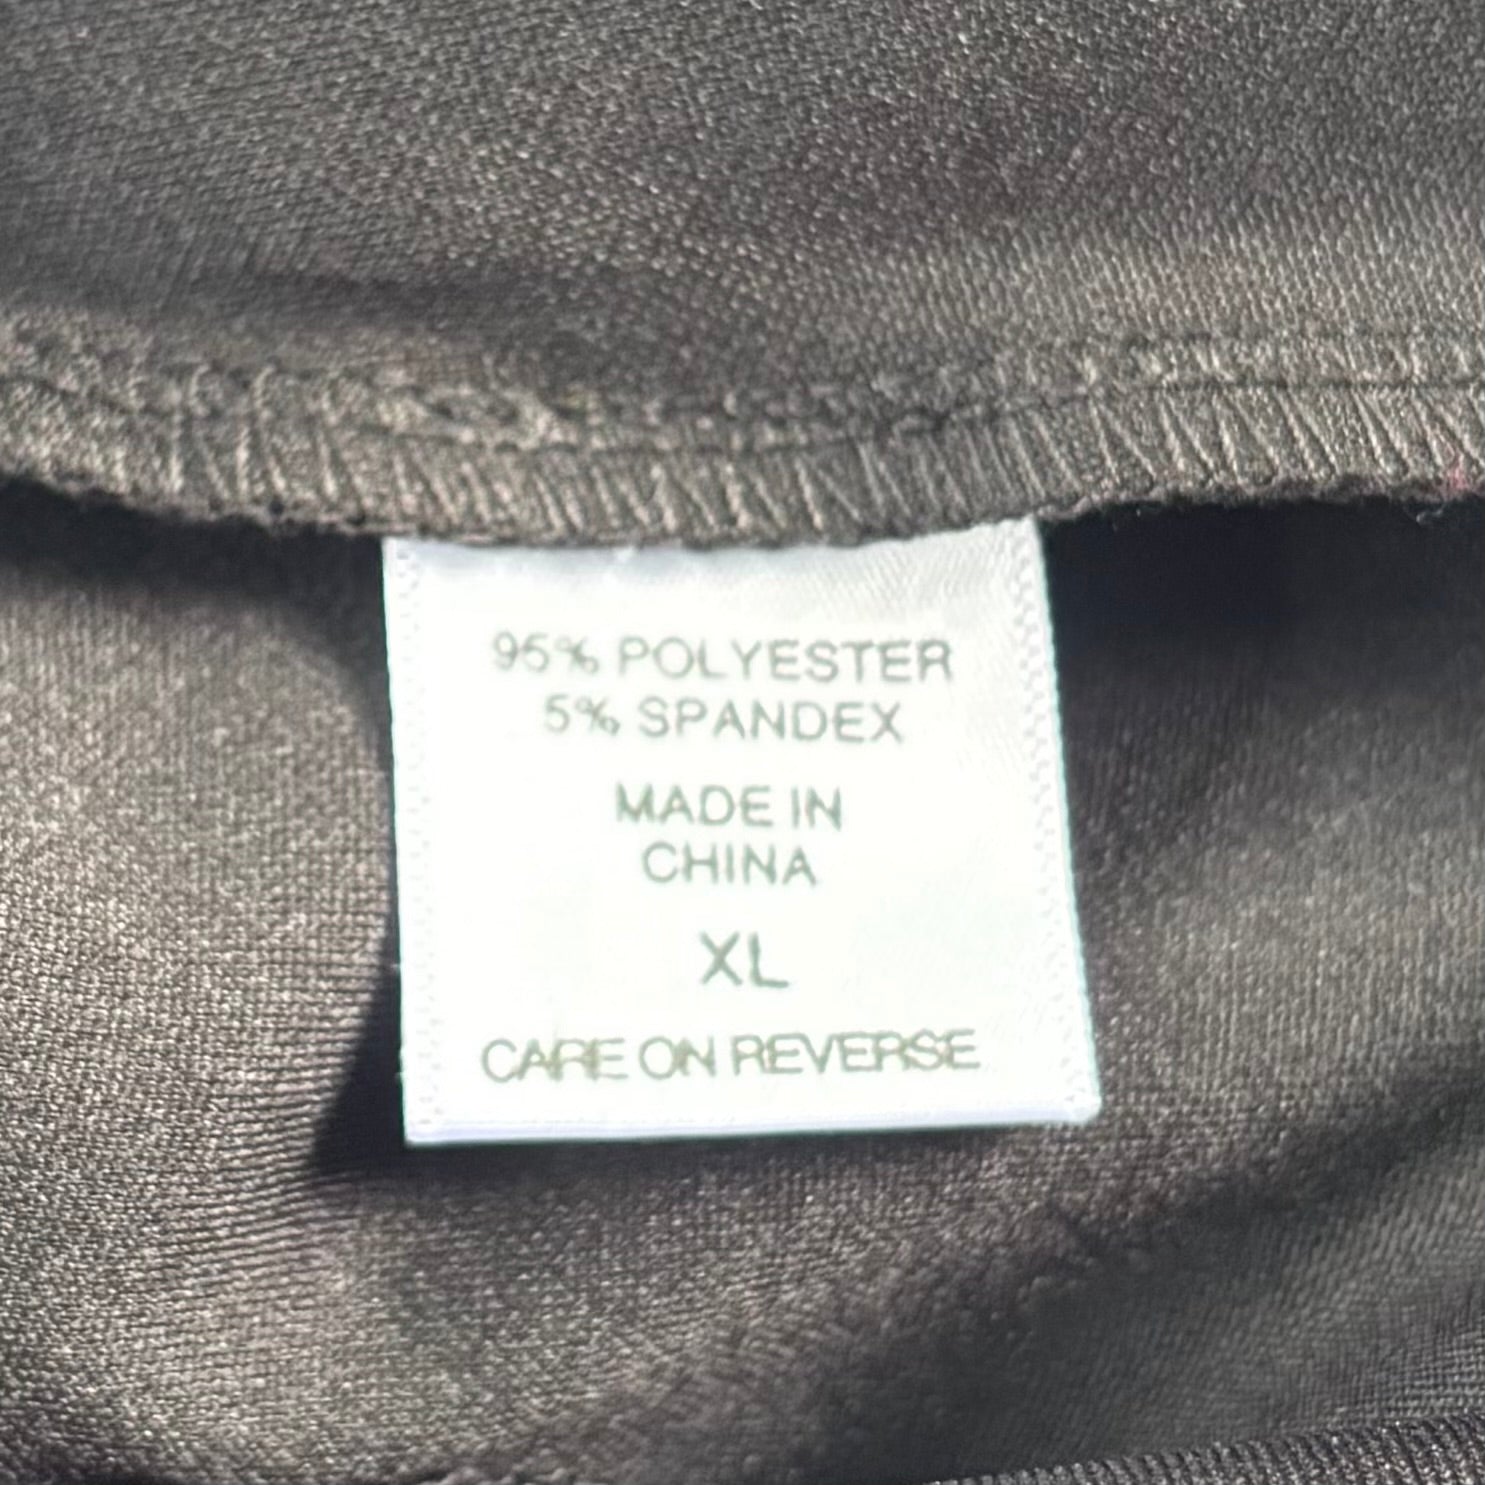 95% POLYESTER
5% SPANDEX
MADE IN
CHINA
XL
CARE ON REVERSE